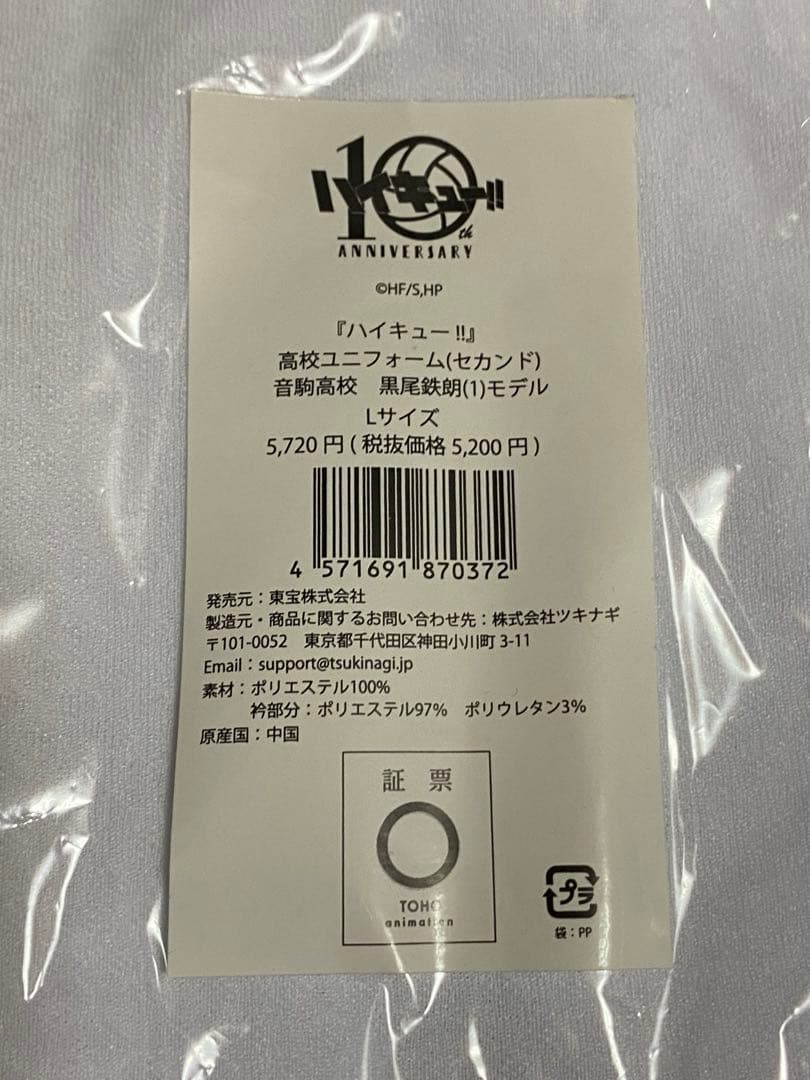 10th
ハイキュー!!
ANNIVERSARY
©HF/S,HP
『ハイキュー!!』
高校ユニフォーム(セカンド)
音駒高校　黒尾鉄朗(1)モデル
Lサイズ
5,720 円 ( 税抜価格 5,200 円 )
4 571691 870372
発売元：東宝株式会社
製造元・商品に関するお問い合わせ先：株式会社ツキナギ
〒101-0052　東京都千代田区神田小川町 3-11
Email：support@tsukinagi.jp
素材：ポリエステル100%
衿部分：ポリエステル97%　ポリウレタン3%
原産国：中国
証 票
TOHO
animation
プラ
袋：PP